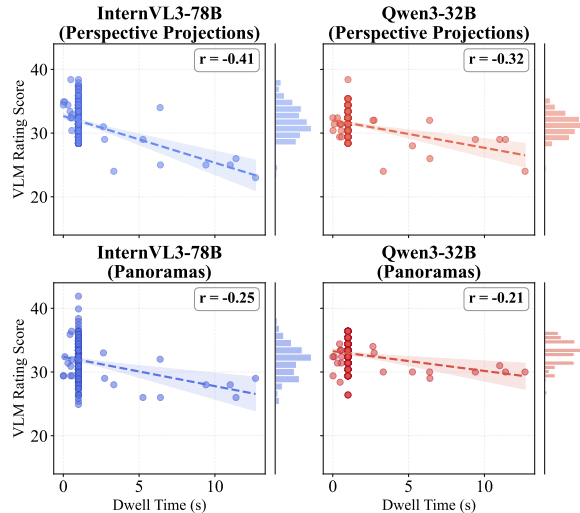 InternVL3-78B
(Perspective Projections)
Qwen3-32B
(Perspective Projections)
r = -0.41
r = -0.32
VLM Rating Score
40
30
20
InternVL3-78B
(Panoramas)
Qwen3-32B
(Panoramas)
r = -0.25
r = -0.21
VLM Rating Score
40
30
20
0
5
10
0
5
10
Dwell Time (s)
Dwell Time (s)